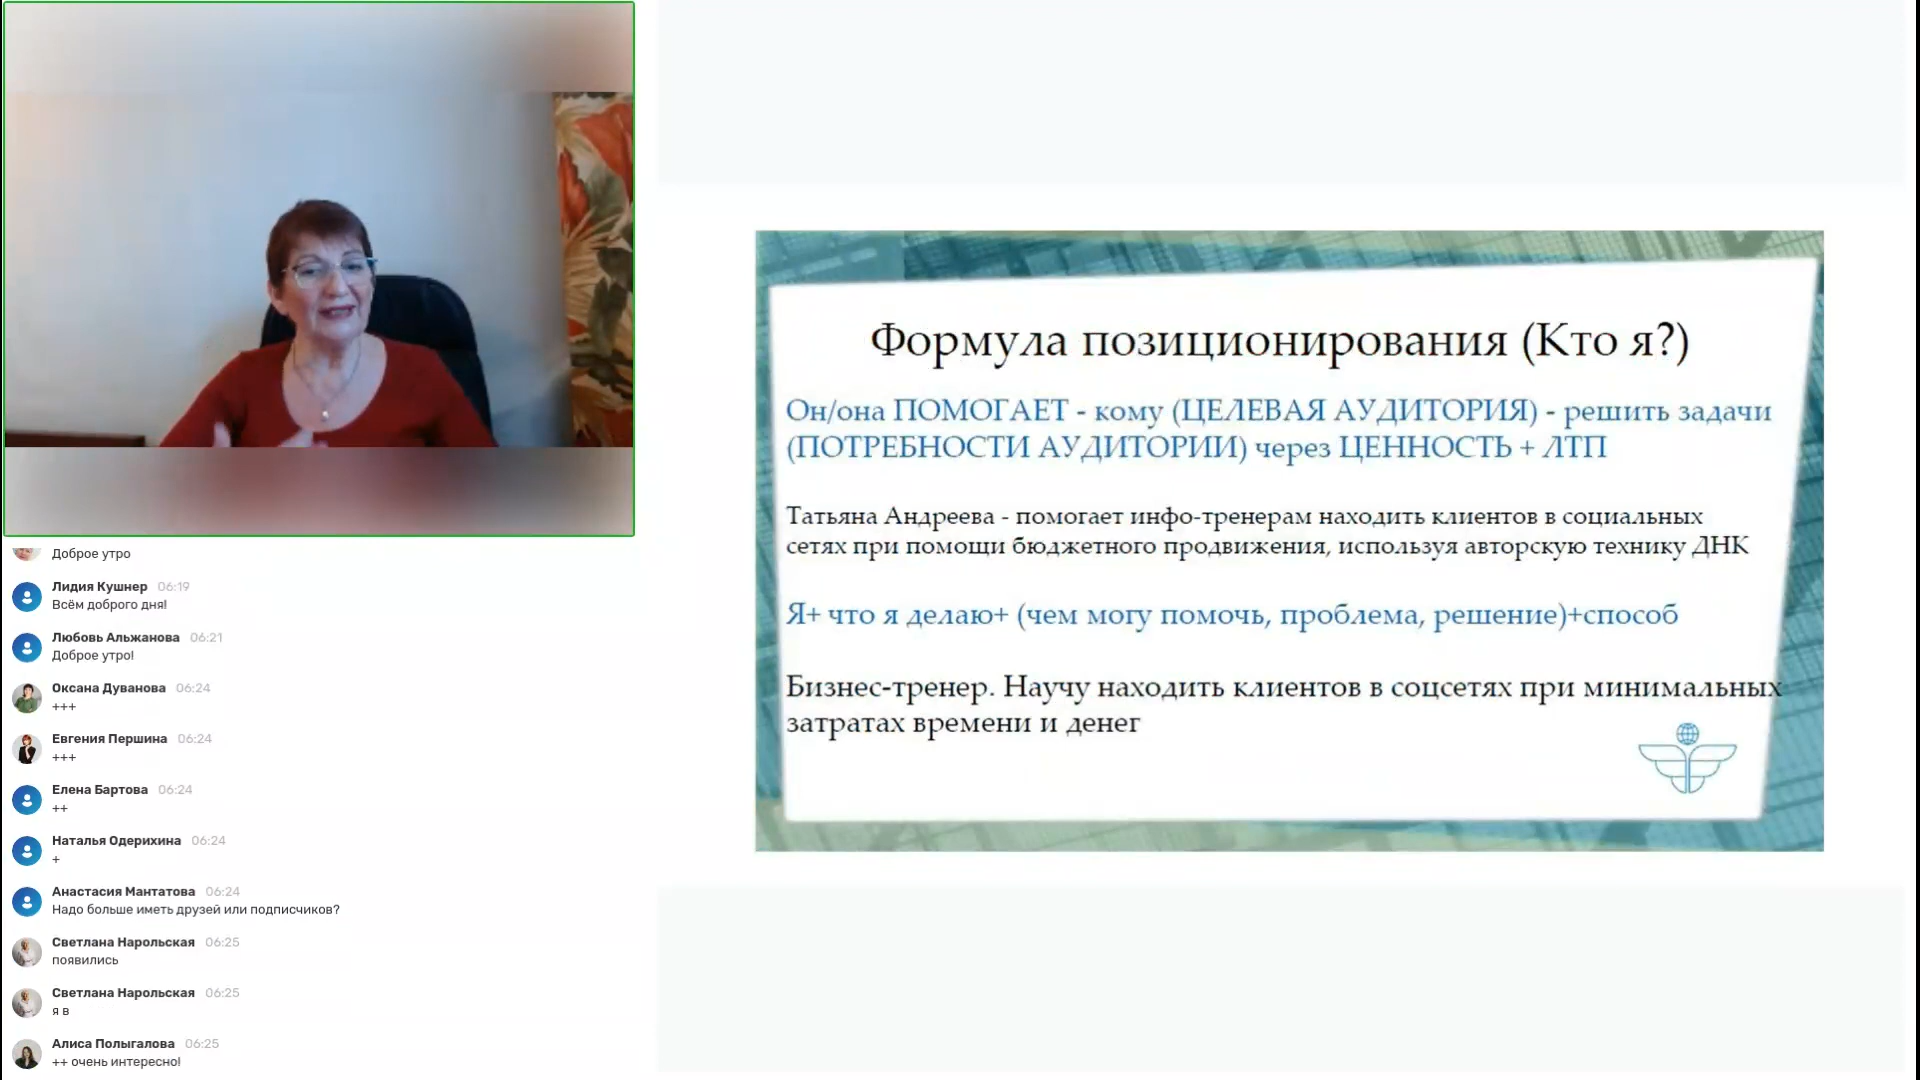 Доброе утро
Лидия Кушнер 06:19
Всём доброго дня!
Любовь Альжанова 06:21
Доброе утро!
Оксана Дуванова 06:24
+++
Евгения Першина 06:24
+++
Елена Бартова 06:24
++
Наталья Одерихина 06:24
+
Анастасия Мантатова 06:24
Надо больше иметь друзей или подписчиков?
Светлана Нарольская 06:25
появились
Светлана Нарольская 06:25
я в
Алиса Полыгалова 06:25
++ очень интересно!
Формула позиционирования (Кто я?)
Он/она ПОМОГАЕТ - кому (ЦЕЛЕВАЯ АУДИТОРИЯ) - решить задачи
(ПОТРЕБНОСТИ АУДИТОРИИ) через ЦЕННОСТЬ + ЛТП
Татьяна Андреева - помогает инфо-тренерам находить клиентов в социальных
сетях при помощи бюджетного продвижения, используя авторскую технику ДНК
Я+ что я делаю+ (чем могу помочь, проблема, решение)+способ
Бизнес-тренер. Научу находить клиентов в соцсетях при минимальных
затратах времени и денег